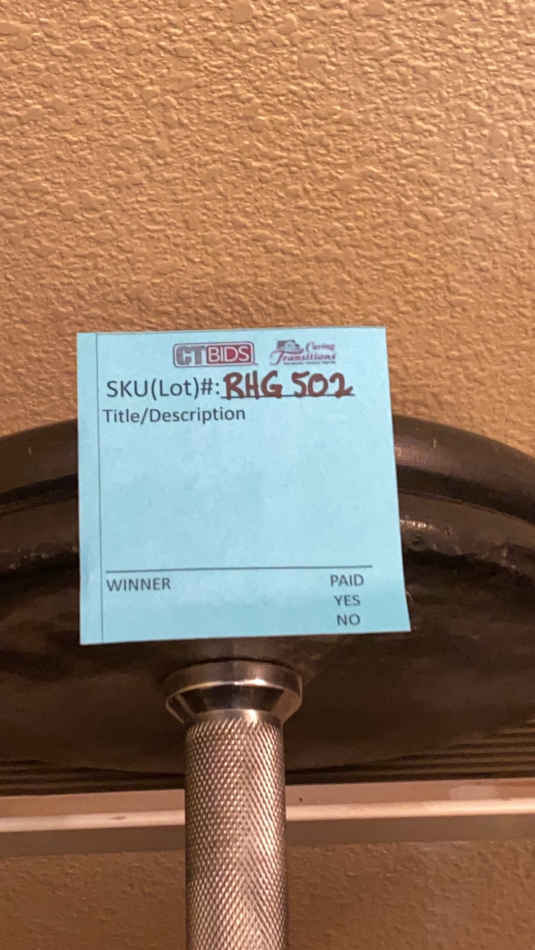 CTBIDS Caring Transitions
SKU(Lot)#: RHG 502
Title/Description
WINNER PAID
YES
NO